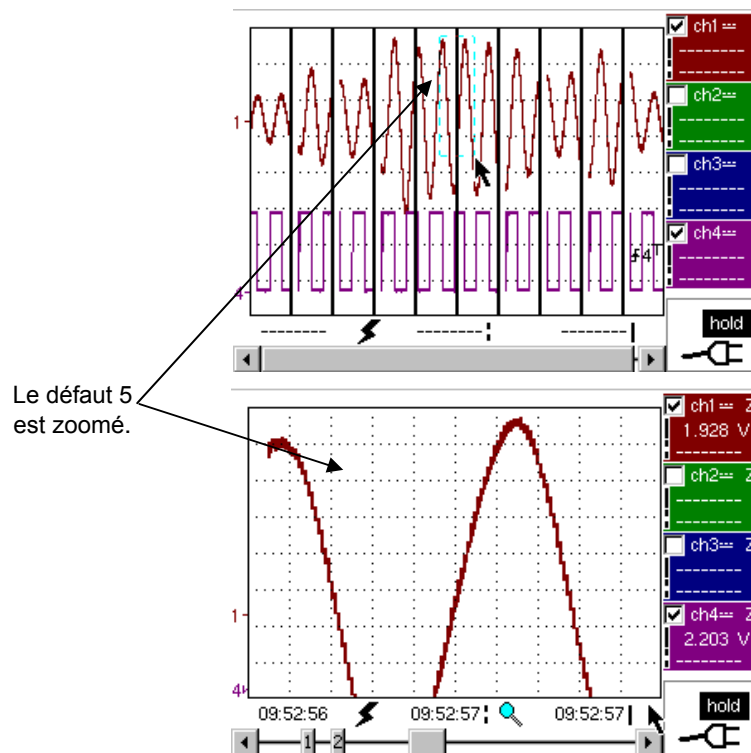 ch1
ch2
ch3
ch4
1
4
4T
hold
Le défaut 5
est zoomé.
ch1 Z
1.928 V
ch2 Z
ch3 Z
ch4 Z
2.203 V
1
4
09:52:56 09:52:57 09:52:57
hold
1 2